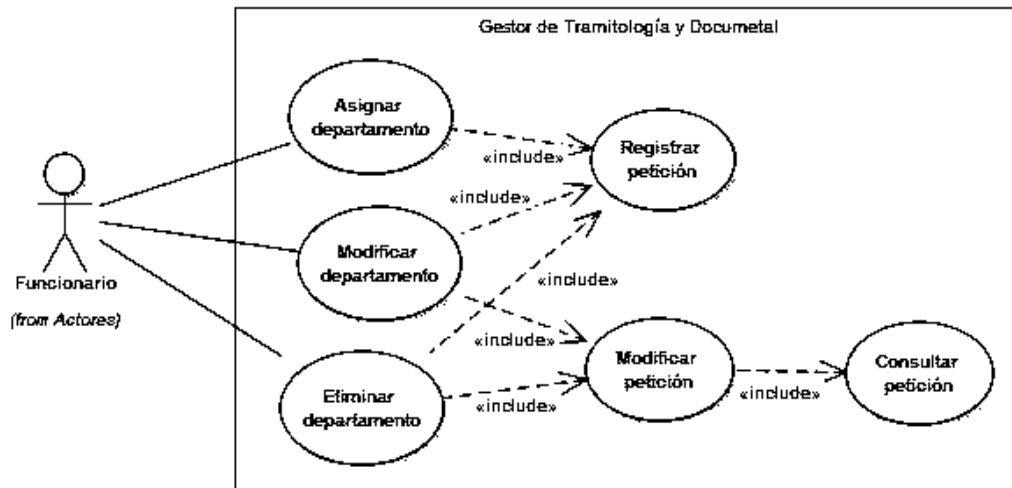 Gestor de Tramitología y Documetal
Asignar
departamento
Registrar
petición
«include»
«include»
Modificar
departamento
Funcionario
(from Actores)
«include»
«include»
Modificar
petición
Consultar
petición
Eliminar
departamento
«include»
«include»